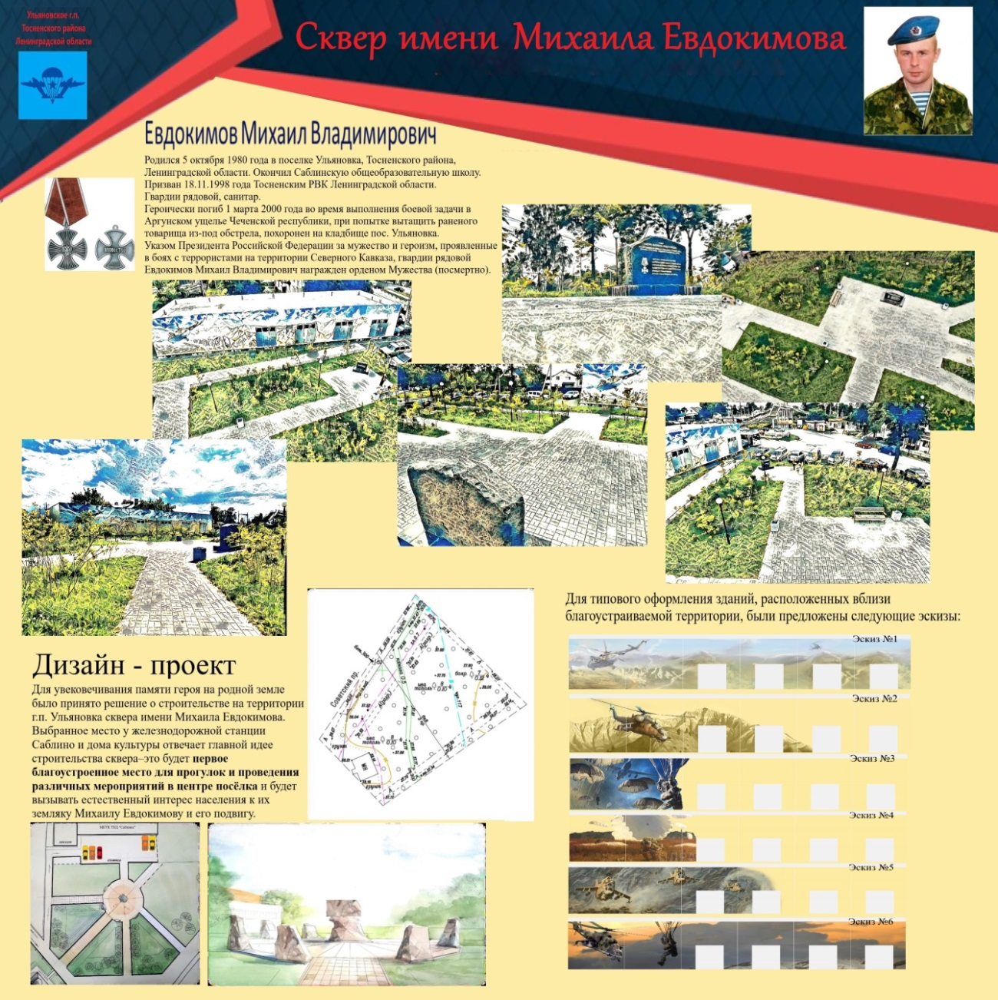 Ульяновское г.п.
Тосненского района
Ленинградской области
Сквер имени Михаила Евдокимова
Евдокимов Михаил Владимирович
Родился 5 октября 1980 года в поселке Ульяновка, Тосненского района,
Ленинградской области. Окончил Саблинскую общеобразовательную школу.
Призван 18.11.1998 года Тосненским РВК Ленинградской области.
Гвардии рядовой, санитар.
Героически погиб 1 марта 2000 года во время выполнения боевой задачи в
Аргунском ущелье Чеченской республики, при попытке вытащить раненого
товарища из-под обстрела, похоронен на кладбище пос. Ульяновка.
Указом Президента Российской Федерации за мужество и героизм, проявленные
в боях с террористами на территории Северного Кавказа, гвардии рядовой
Евдокимов Михаил Владимирович награжден орденом Мужества (посмертно).
Дизайн - проект
Для увековечивания памяти героя на родной земле
было принято решение о строительстве на территории
г.п. Ульяновка сквера имени Михаила Евдокимова.
Выбранное место у железнодорожной станции
Саблино и дома культуры отвечает главной идее
строительства сквера–это будет первое
благоустроенное место для прогулок и проведения
различных мероприятий в центре посёлка и будет
вызывать естественный интерес населения к их
земляку Михаилу Евдокимову и его подвигу.
Советский пр.
Для типового оформления зданий, расположенных вблизи
благоустраиваемой территории, были предложены следующие эскизы:
Эскиз №1
Эскиз №2
Эскиз №3
Эскиз №4
Эскиз №5
Эскиз №6